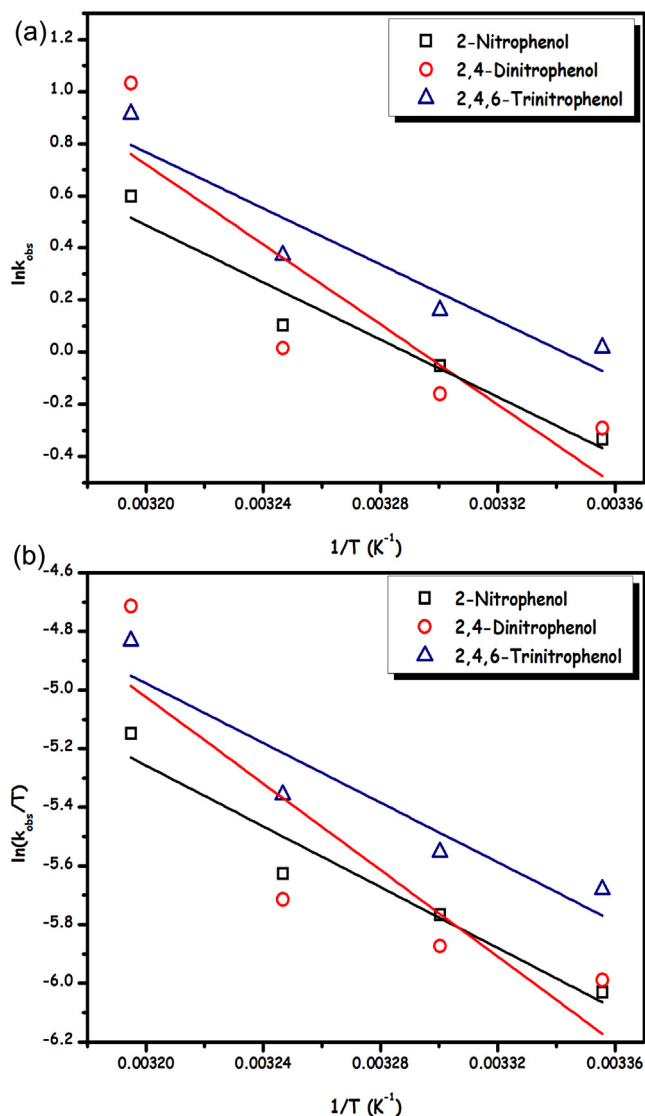 (a)
1.2
1.0
0.8
0.6
0.4
0.2
0.0
-0.2
-0.4
lnk_obs
2-Nitrophenol
2,4-Dinitrophenol
2,4,6-Trinitrophenol
0.00320 0.00324 0.00328 0.00332 0.00336
1/T (K⁻¹)
(b)
-4.6
-4.8
-5.0
-5.2
-5.4
-5.6
-5.8
-6.0
-6.2
ln(k_obs/T)
2-Nitrophenol
2,4-Dinitrophenol
2,4,6-Trinitrophenol
0.00320 0.00324 0.00328 0.00332 0.00336
1/T (K⁻¹)